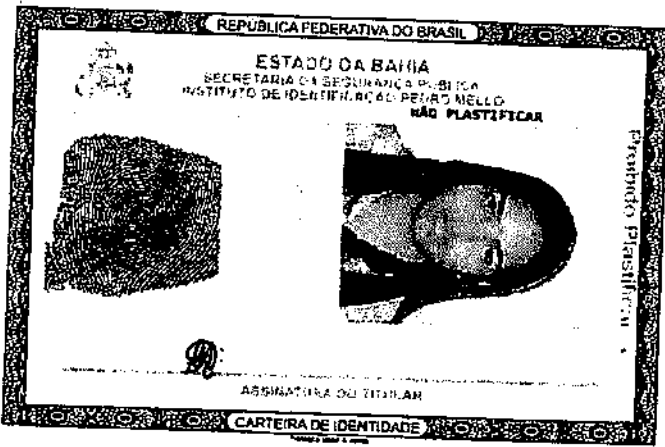 REPÚBLICA FEDERATIVA DO BRASIL
ESTADO DA BAHIA
SECRETARIA DA SEGURANÇA PÚBLICA
INSTITUTO DE IDENTIFICAÇÃO PEDRO MELLO
NÃO PLASTIFICAR
Proibido Plastificar
ASSINATURA DO TITULAR
CARTEIRA DE IDENTIDADE